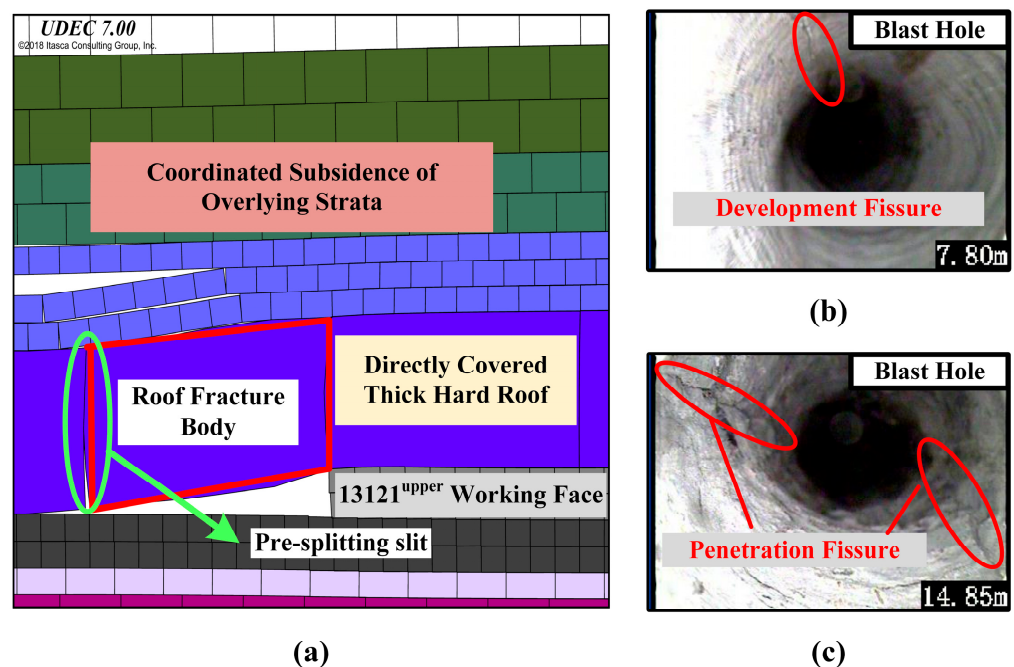 UDEC 7.00
©2018 Itasca Consulting Group, Inc.
Coordinated Subsidence of
Overlying Strata
Roof Fracture
Body
Directly Covered
Thick Hard Roof
13121upper Working Face
Pre-splitting slit
(a)
Blast Hole
Development Fissure
7.80m
(b)
Blast Hole
Penetration Fissure
14.85m
(c)